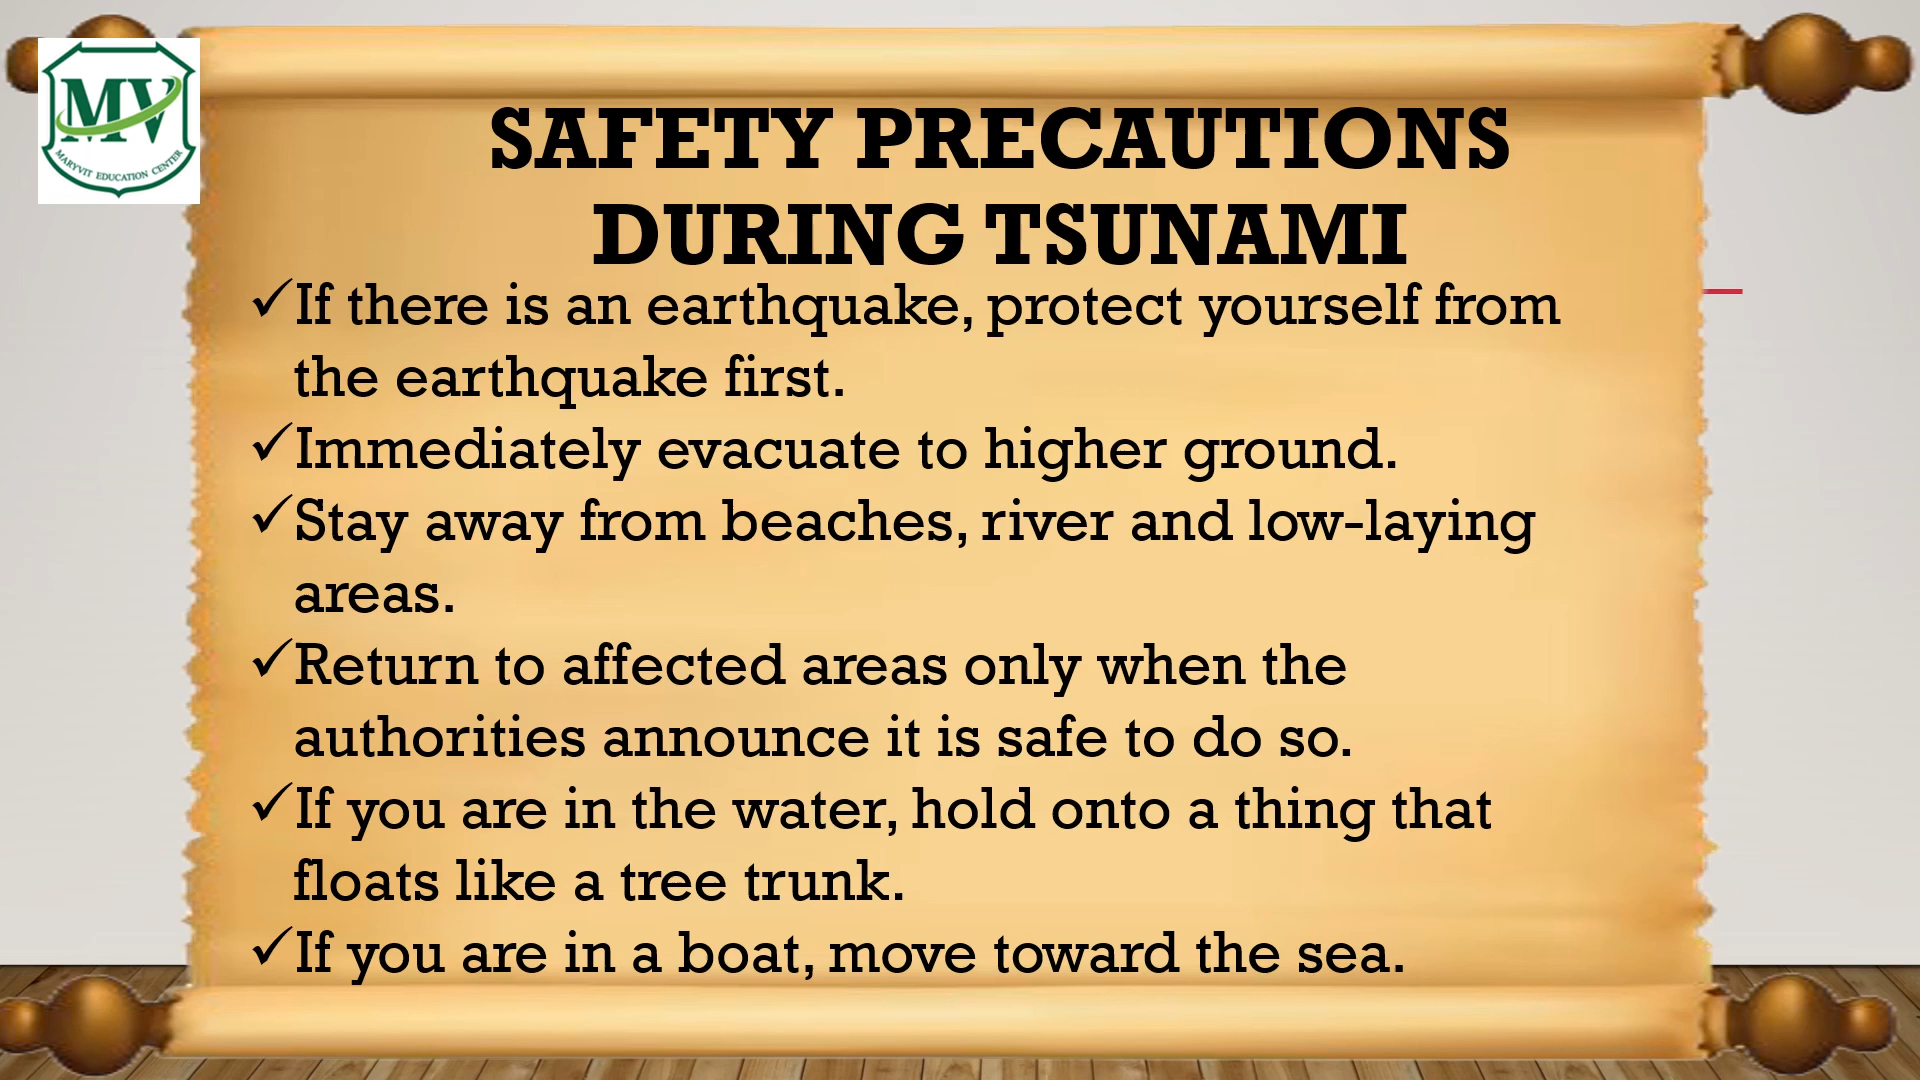 MV
MARYVIT EDUCATION CENTER
SAFETY PRECAUTIONS
DURING TSUNAMI
✓If there is an earthquake, protect yourself from
the earthquake first.
✓Immediately evacuate to higher ground.
✓Stay away from beaches, river and low-laying
areas.
✓Return to affected areas only when the
authorities announce it is safe to do so.
✓If you are in the water, hold onto a thing that
floats like a tree trunk.
✓If you are in a boat, move toward the sea.